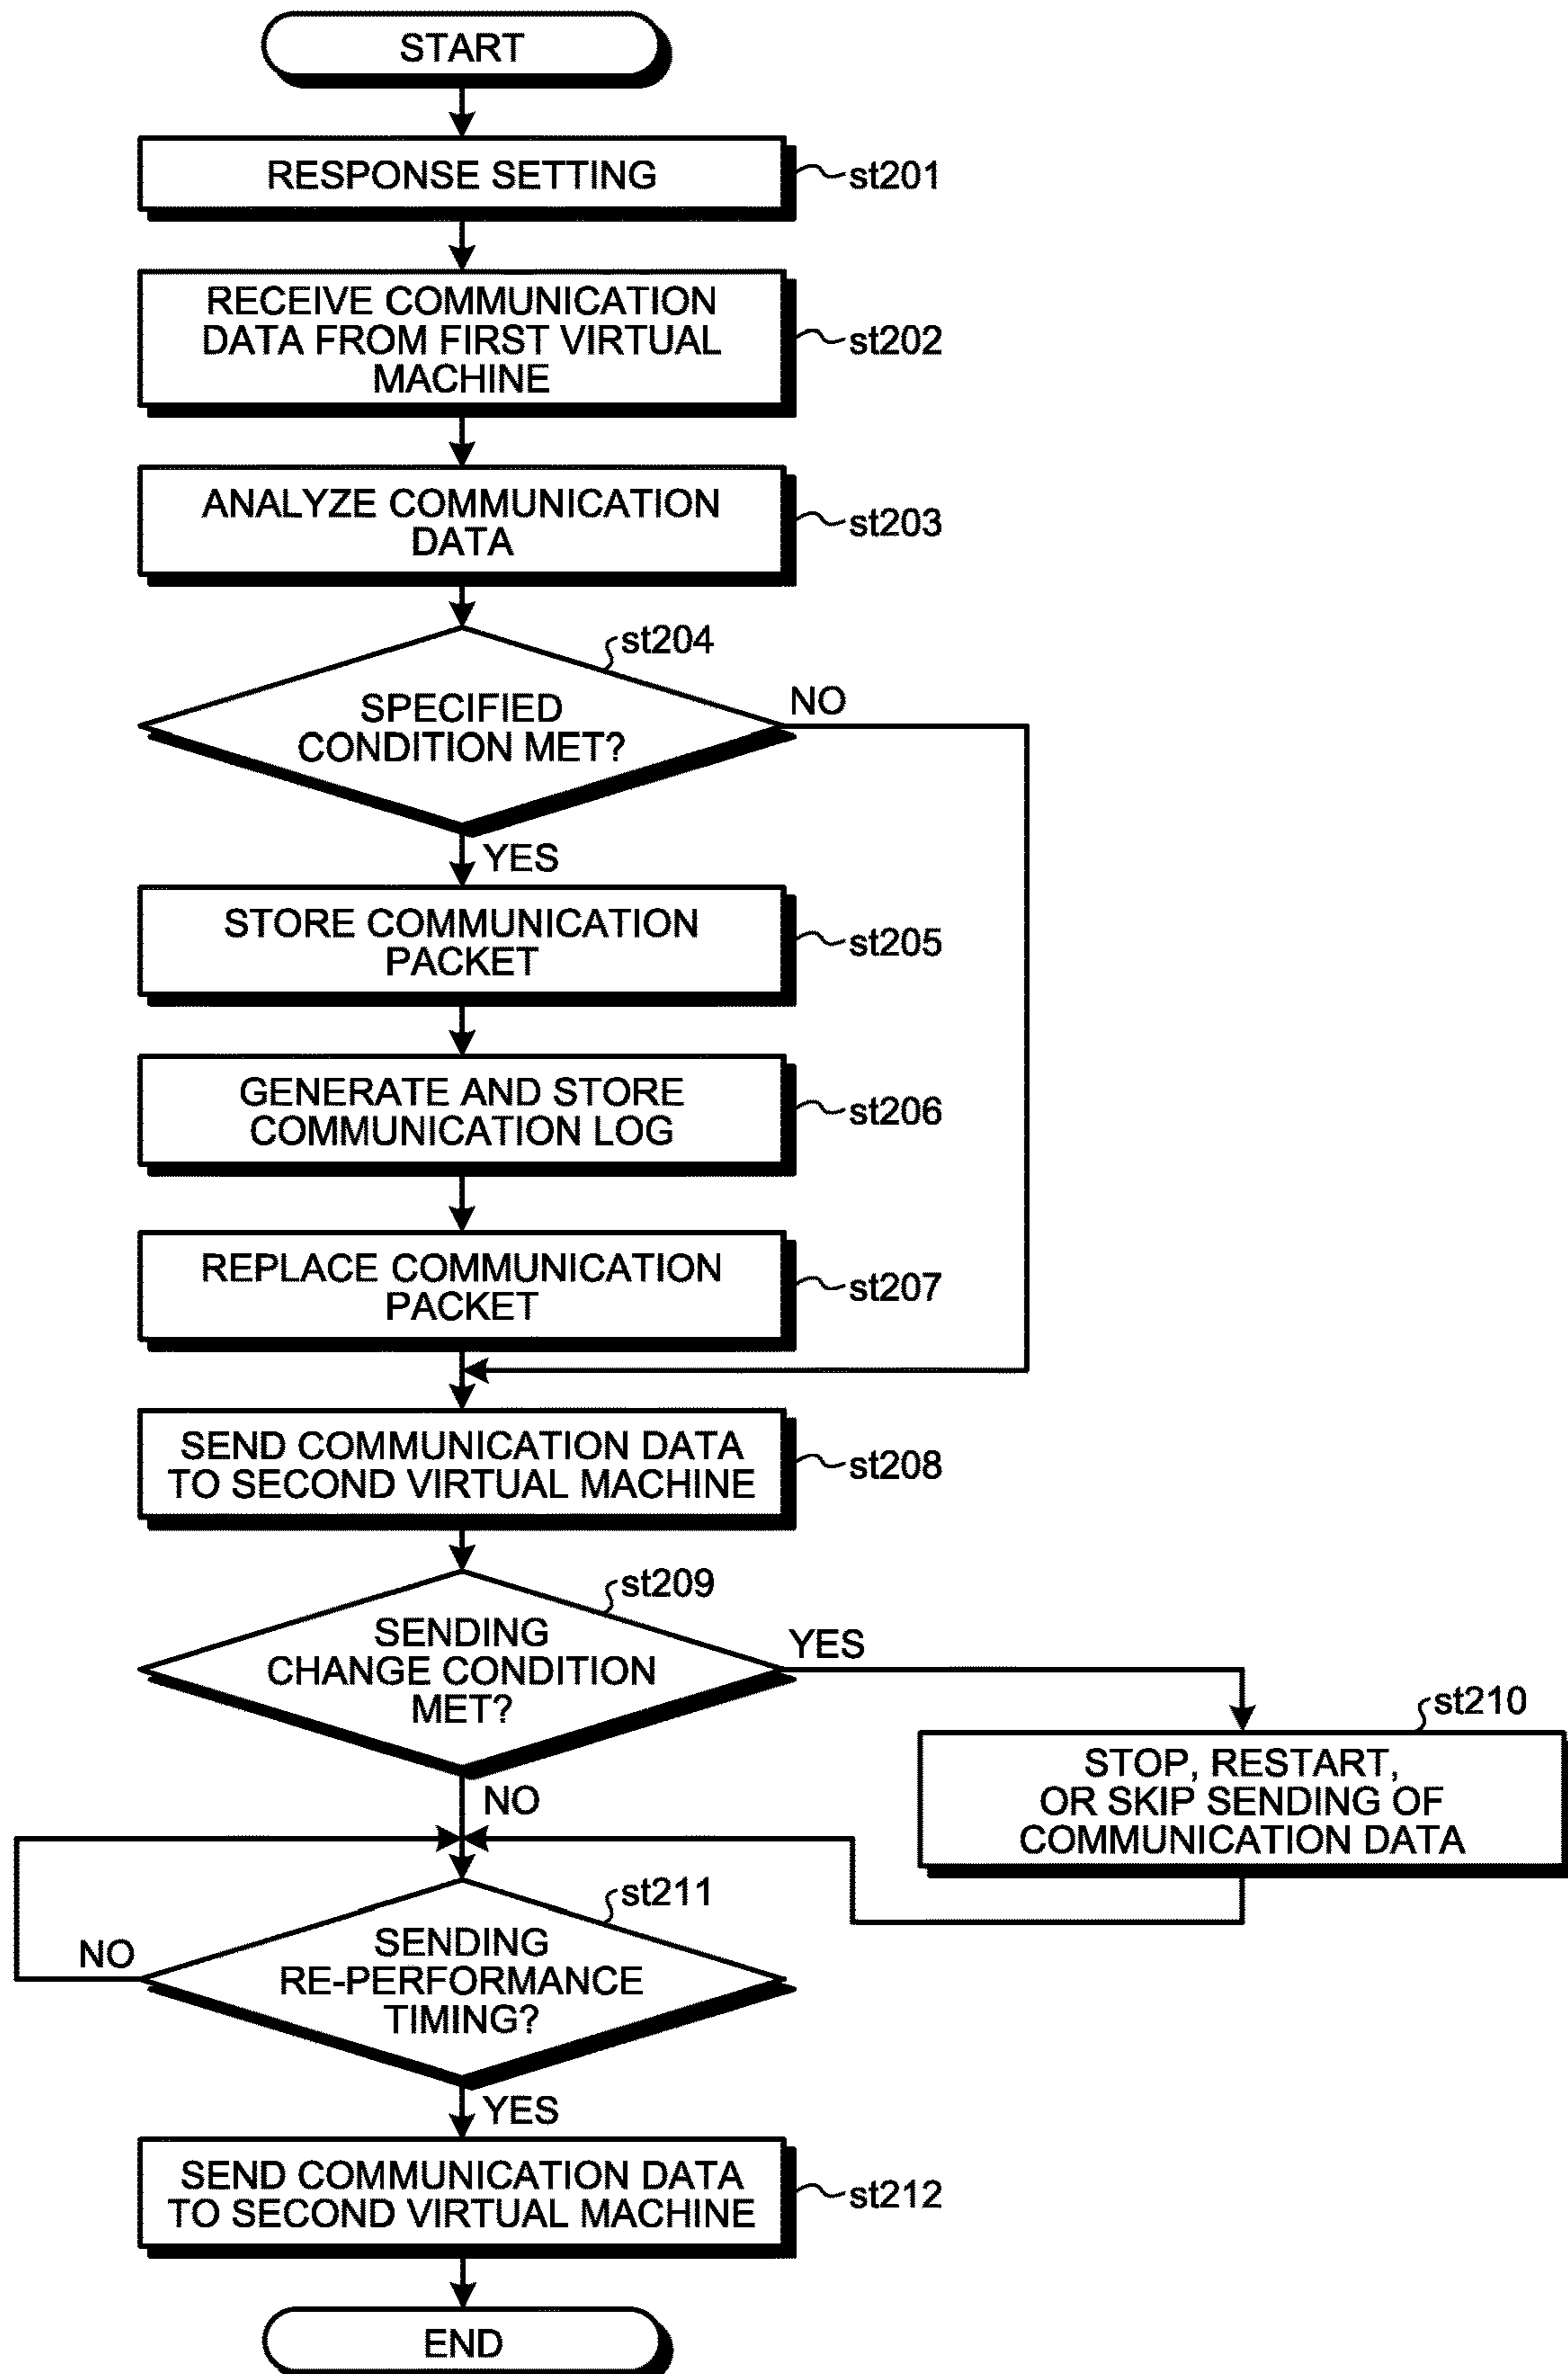 START
RESPONSE SETTING
st201
RECEIVE COMMUNICATION
DATA FROM FIRST VIRTUAL
MACHINE
st202
ANALYZE COMMUNICATION
DATA
st203
st204
SPECIFIED
CONDITION MET?
NO
YES
STORE COMMUNICATION
PACKET
st205
GENERATE AND STORE
COMMUNICATION LOG
st206
REPLACE COMMUNICATION
PACKET
st207
SEND COMMUNICATION DATA
TO SECOND VIRTUAL MACHINE
st208
st209
SENDING
CHANGE CONDITION
MET?
YES
st210
STOP, RESTART,
OR SKIP SENDING OF
COMMUNICATION DATA
NO
st211
SENDING
RE-PERFORMANCE
TIMING?
NO
YES
SEND COMMUNICATION DATA
TO SECOND VIRTUAL MACHINE
st212
END